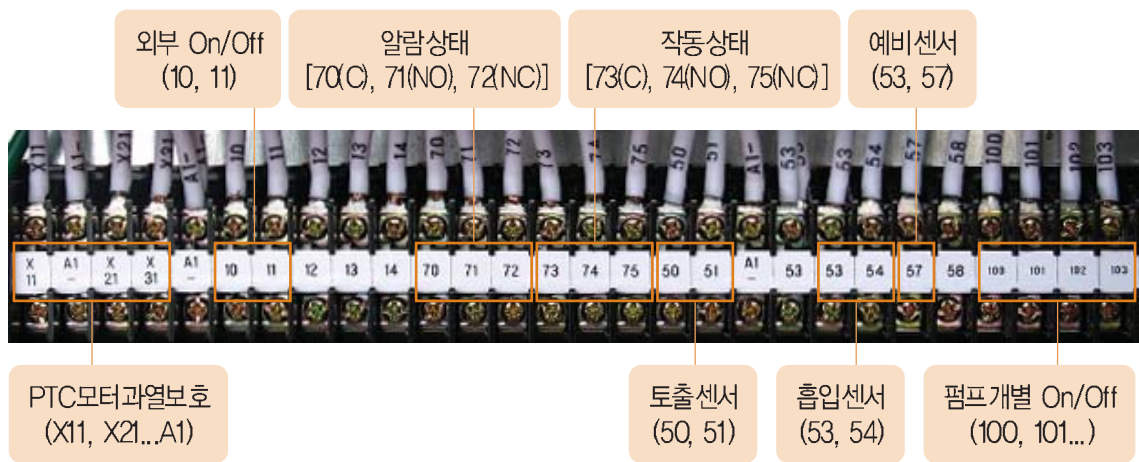 외부 On/Off
(10, 11)
알람상태
[70(C), 71(NO), 72(NC)]
작동상태
[73(C), 74(NO), 75(NC)]
예비센서
(53, 57)
X11 A1- X21 X21 A1- 10 11 12 13 14 70 71 72 73 74 75 50 51 A1- 53 53 54 57 58 100 101 102 103
X 11 A1 - X 21 X 31 A1 - 10 11 12 13 14 70 71 72 73 74 75 50 51 A1 - 53 53 54 57 58 100 101 102 103
PTC모터과열보호
(X11, X21...A1)
토출센서
(50, 51)
흡입센서
(53, 54)
펌프개별 On/Off
(100, 101...)